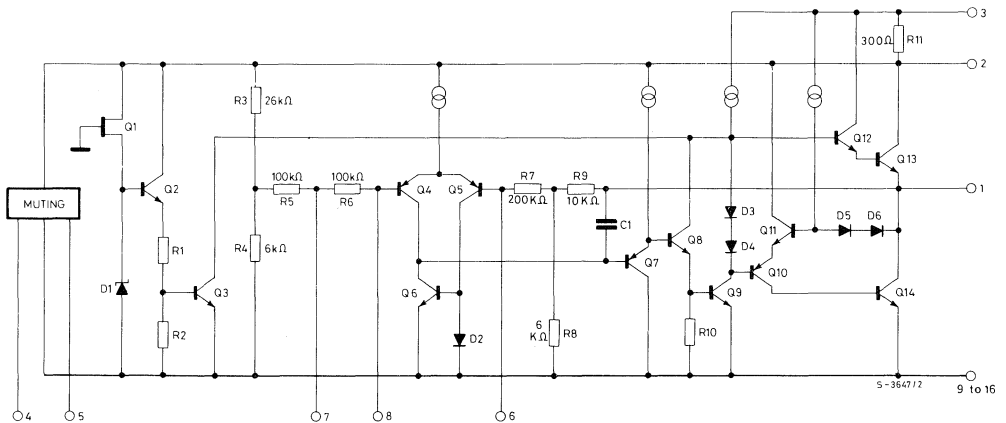 3
300Ω R11
2
R3 26kΩ
Q1
Q12
Q13
Q2
100kΩ
100kΩ
R5
R6
Q4
Q5
R7
200KΩ
R9
10KΩ
1
MUTING
R1
R4 6kΩ
C1
Q7
Q8
D3
D4
Q11
D5 D6
Q10
D1
Q3
Q6
Q9
Q14
R2
D2
6
KΩ
R8
R10
S-3647/2
9 to 16
4
5
7
8
6